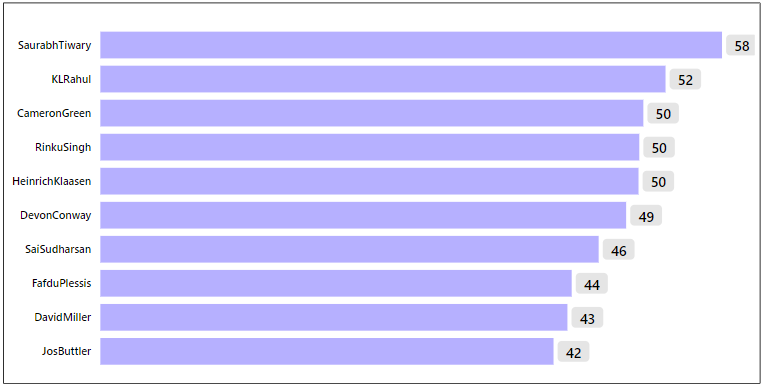 SaurabhTiwary 58
KLRahul 52
CameronGreen 50
RinkuSingh 50
HeinrichKlaasen 50
DevonConway 49
SaiSudharsan 46
FafduPlessis 44
DavidMiller 43
JosButtler 42